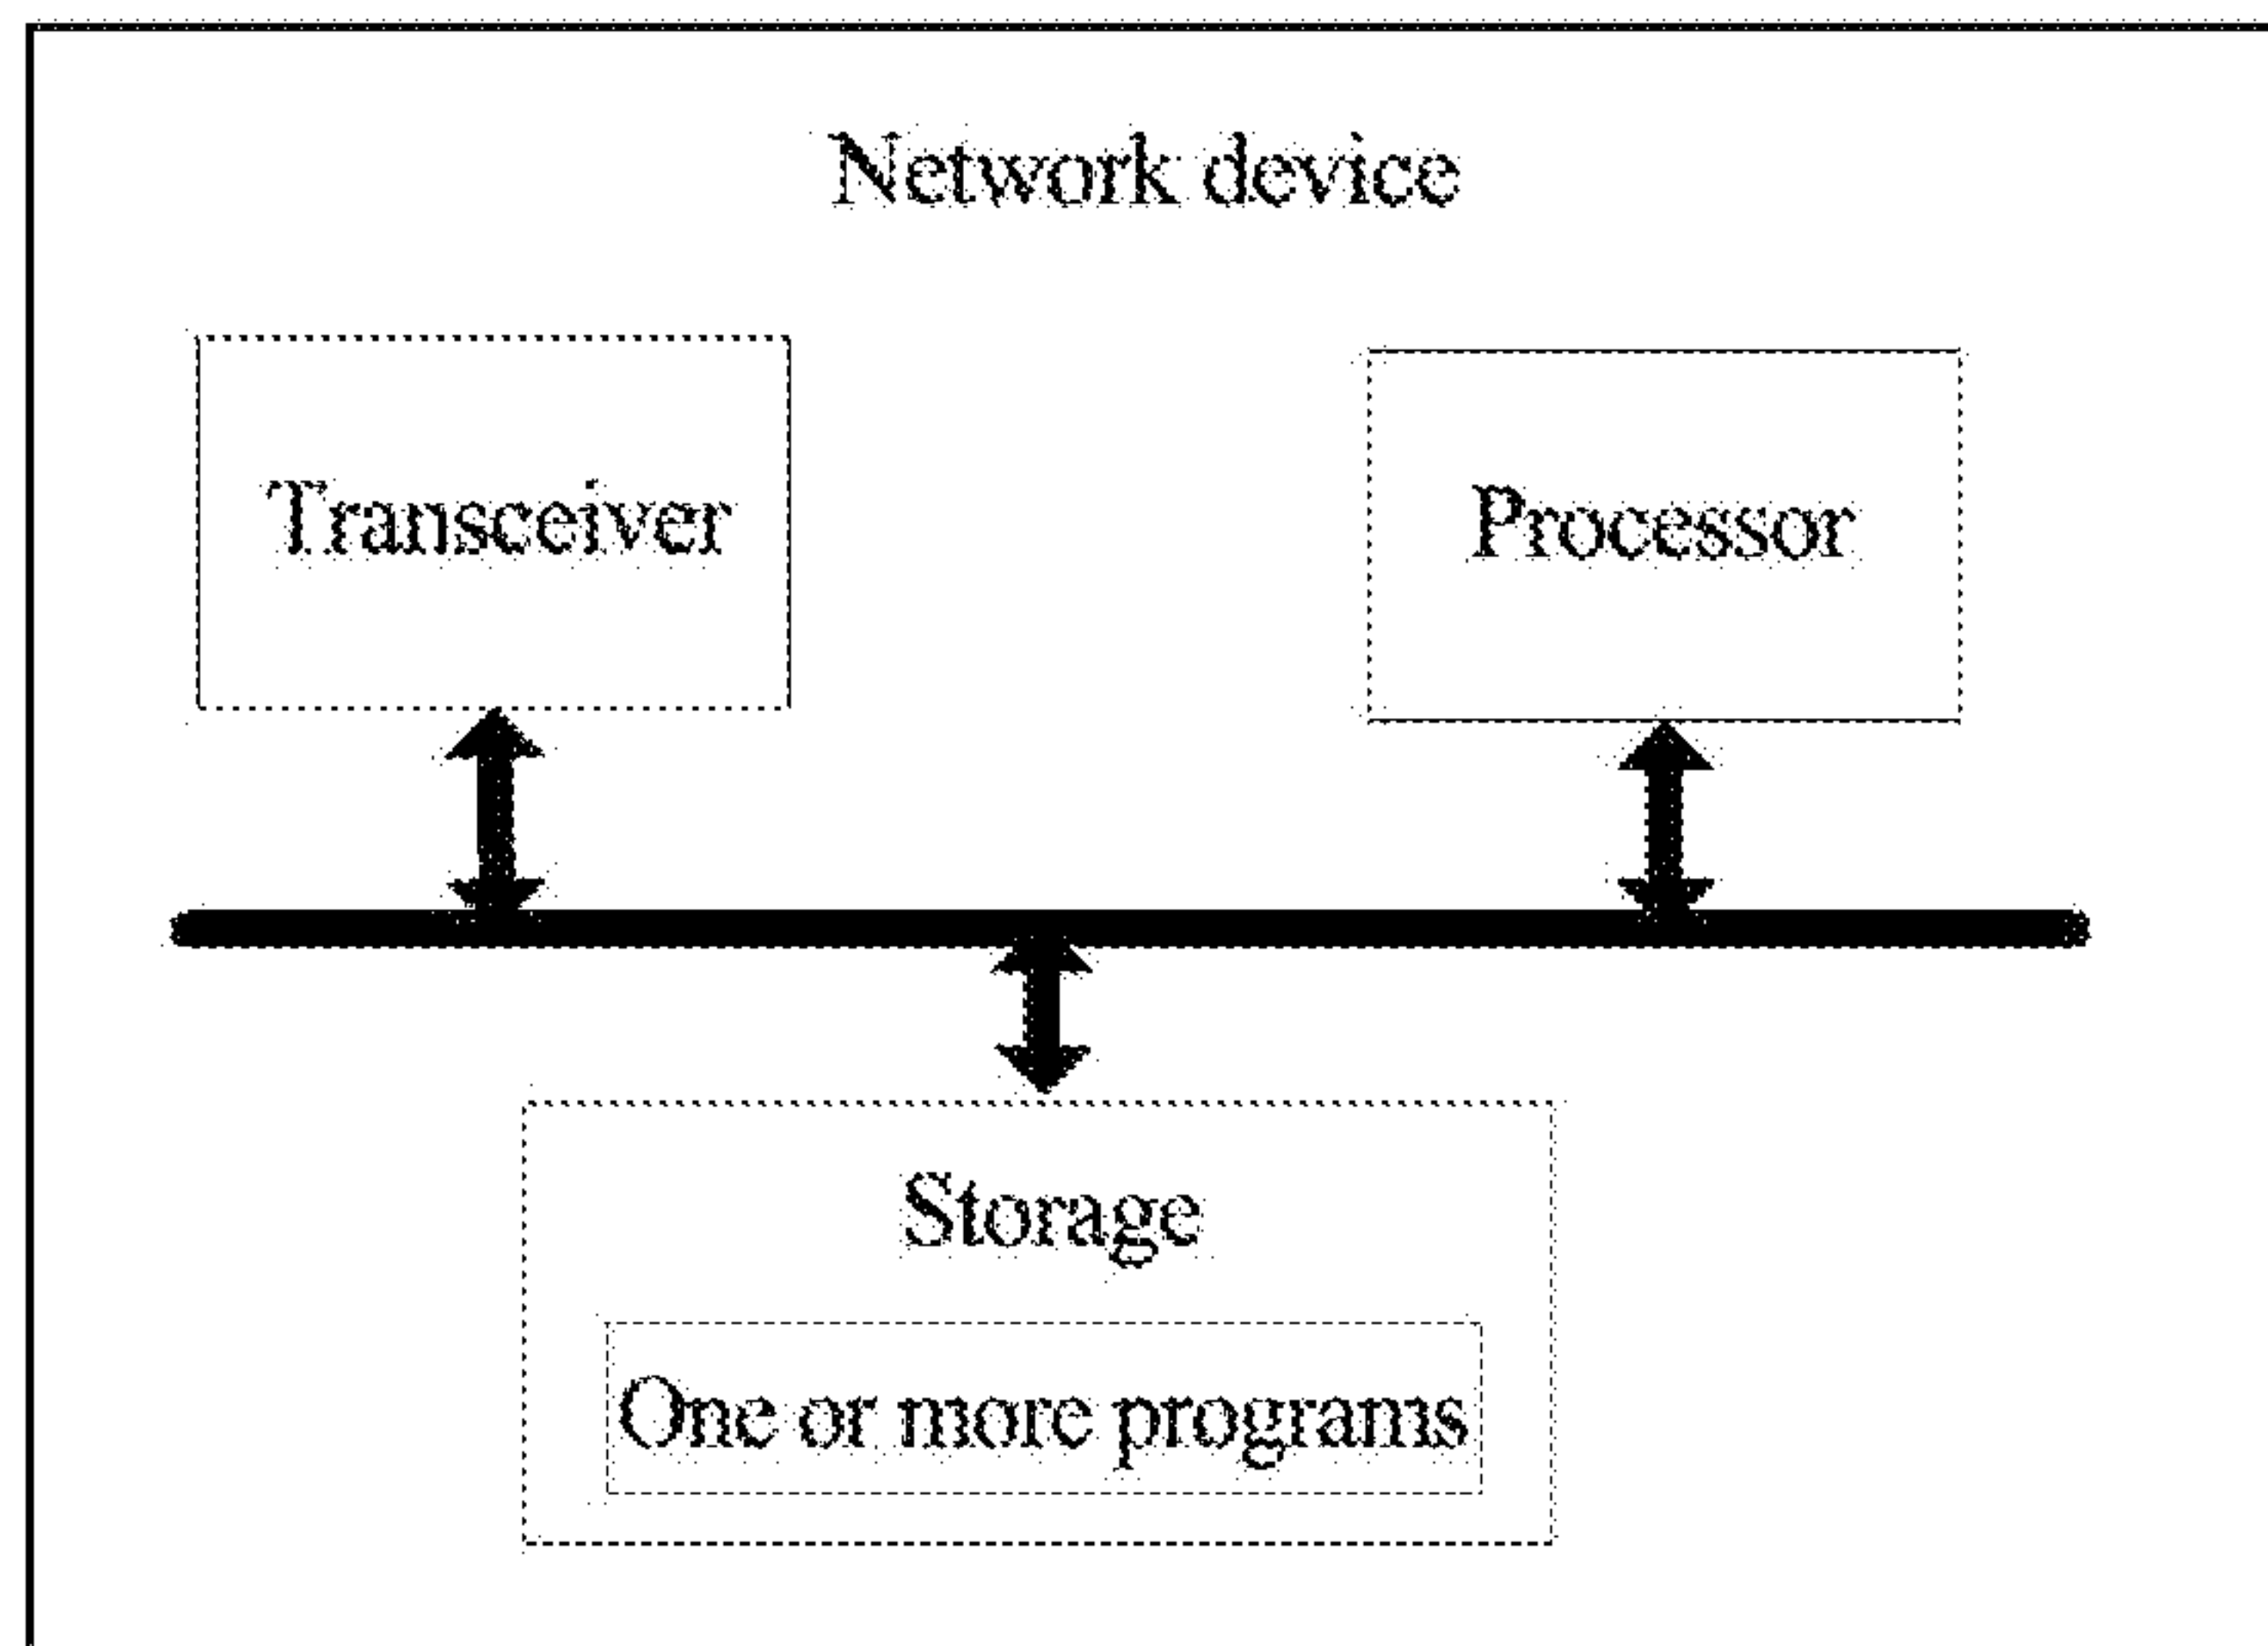 Network device
Transceiver
Processor
Storage
One or more programs